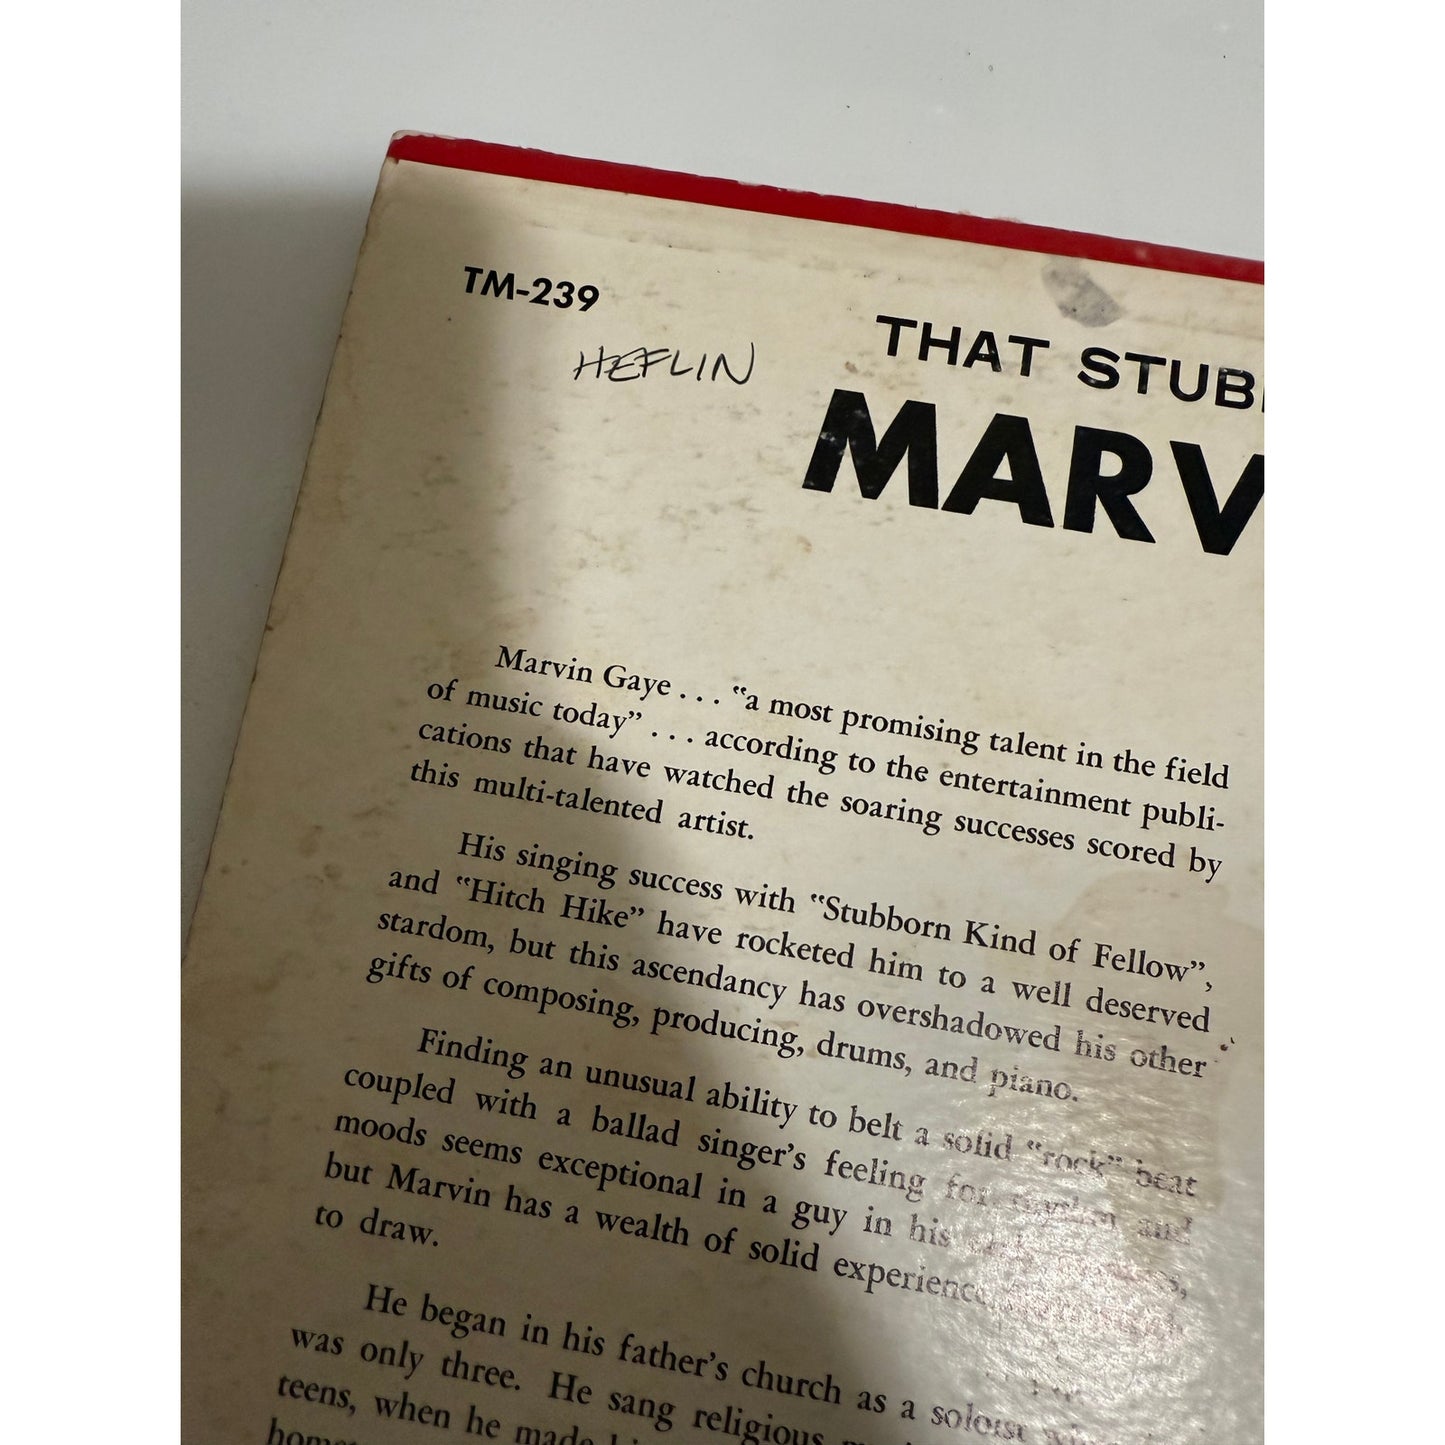 TM-239
HEFLIN
THAT STUBB
MARV
Marvin Gaye . . . "a most promising talent in the field
of music today" . . . according to the entertainment publi-
cations that have watched the soaring successes scored by
this multi-talented artist.
His singing success with "Stubborn Kind of Fellow",
and "Hitch Hike" have rocketed him to a well deserved
stardom, but this ascendancy has overshadowed his other
gifts of composing, producing, drums, and piano.
Finding an unusual ability to belt a solid "rock" beat
coupled with a ballad singer's feeling for rhythm and
moods seems exceptional in a guy in his
but Marvin has a wealth of solid experience
to draw.
He began in his father's church as a soloist
was only three. He sang religious
teens, when he made